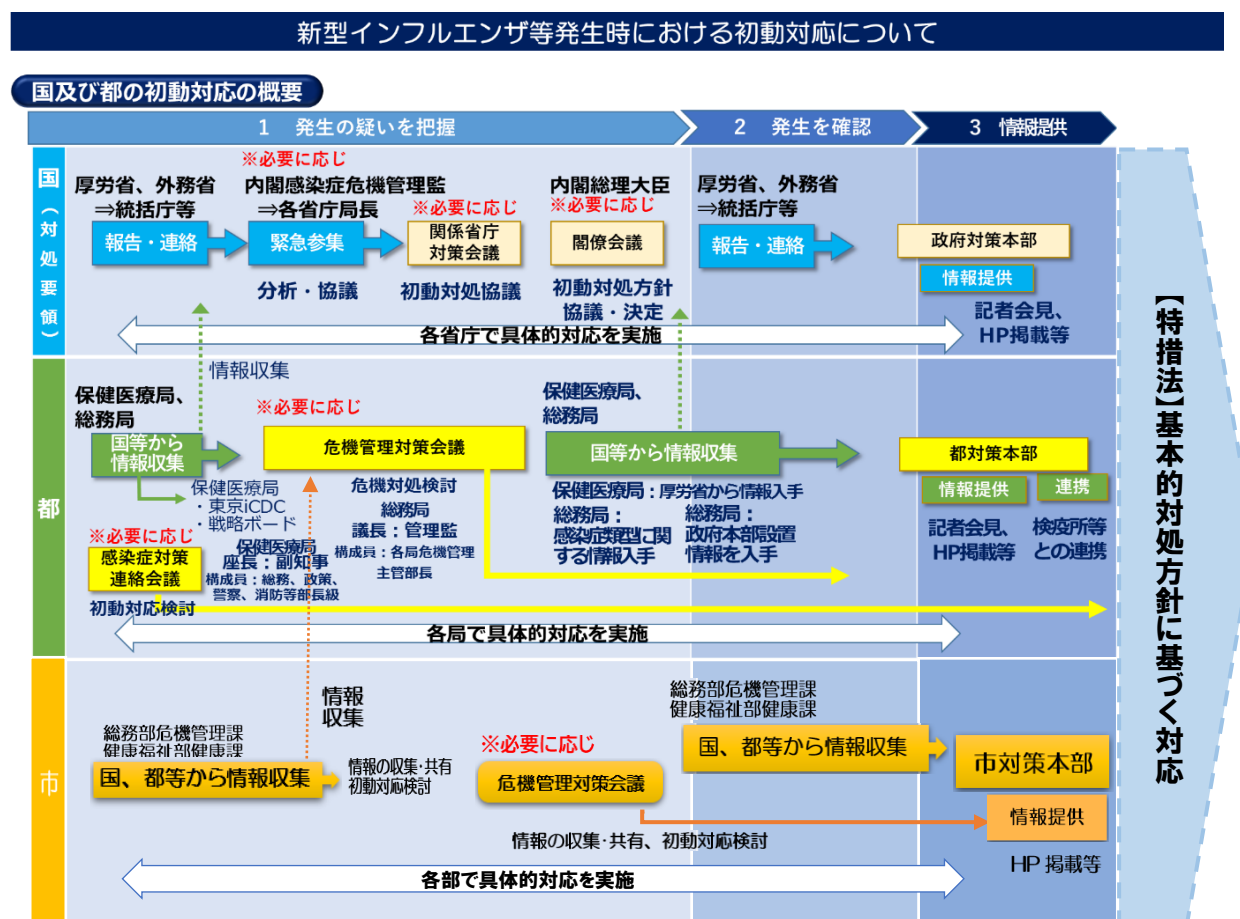 新型インフルエンザ等発生時における初動対応について
国及び都の初動対応の概要
1 発生の疑いを把握
2 発生を確認
3 情報提供
国（対処要領）
※必要に応じ
厚労省、外務省
⇒統括庁等
内閣感染症危機管理監
⇒各省庁局長
※必要に応じ
内閣総理大臣
※必要に応じ
厚労省、外務省
⇒統括庁等
報告・連絡
緊急参集
関係省庁
対策会議
閣僚会議
報告・連絡
政府対策本部
情報提供
分析・協議
初動対処協議
初動対処方針
協議・決定
記者会見、
HP掲載等
各省庁で具体的対応を実施
都
情報収集
保健医療局、
総務局
※必要に応じ
保健医療局、
総務局
国等から
情報収集
危機管理対策会議
国等から情報収集
都対策本部
情報提供
連携
保健医療局
・東京iCDC
・戦略ボード
危機対処検討
総務局
議長：管理監
構成員：各局危機管理
主管部長
保健医療局：厚労省から情報入手
総務局：
感染症類型に関
する情報入手
総務局：
政府本部設置
情報を入手
記者会見、
HP掲載等
検疫所等
との連携
※必要に応じ
感染症対策
連絡会議
保健医療局
座長：副知事
構成員：総務、政策、
警察、消防等部長級
初動対応検討
各局で具体的対応を実施
市
情報
収集
総務部危機管理課
健康福祉部健康課
国、都等から情報収集
情報の収集･共有
初動対応検討
※必要に応じ
危機管理対策会議
総務部危機管理課
健康福祉部健康課
国、都等から情報収集
市対策本部
情報提供
情報の収集･共有、初動対応検討
HP 掲載等
各部で具体的対応を実施
【特措法】基本的対処方針に基づく対応